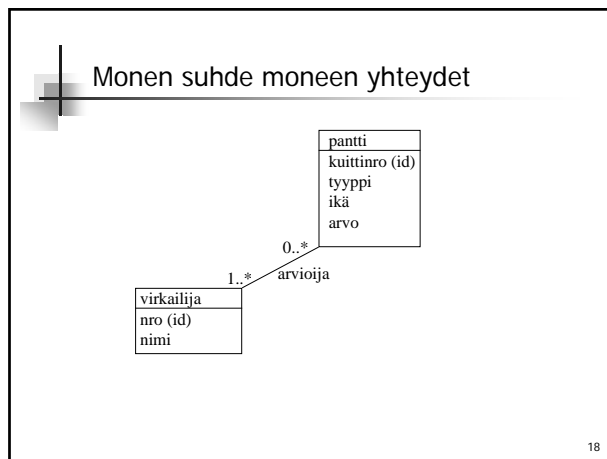 Monen suhde moneen yhteydet
pantti
kuittinro (id)
tyyppi
ikä
arvo
0..*
1..*
arvioija
virkailija
nro (id)
nimi
18